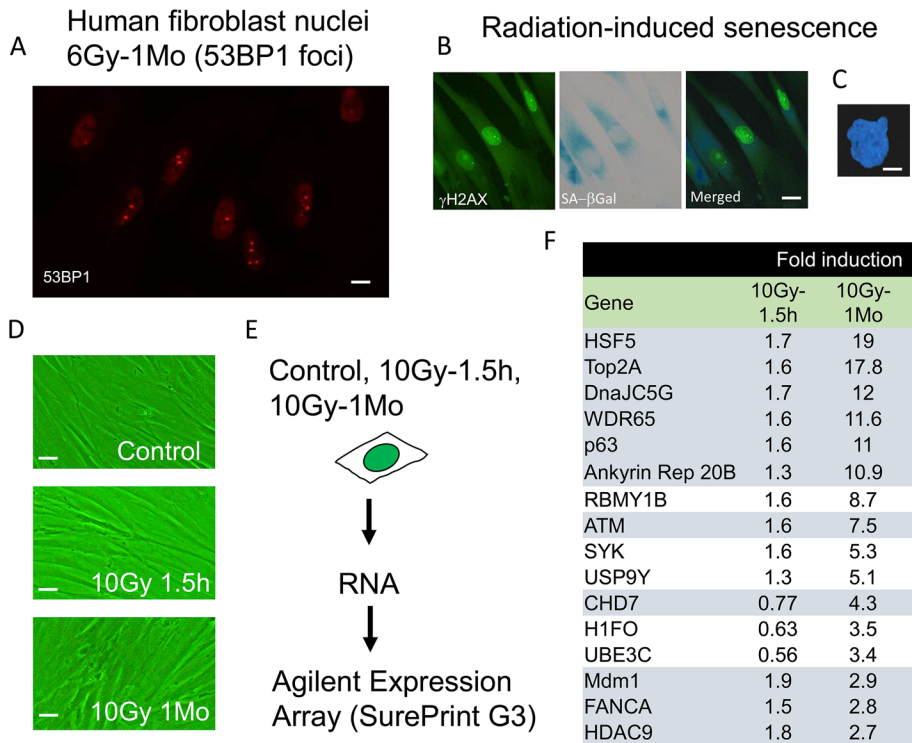 Human fibroblast nuclei
6Gy-1Mo (53BP1 foci)
A
53BP1
Radiation-induced senescence
B
γH2AX
SA-βGal
Merged
C
D
Control
10Gy 1.5h
10Gy 1Mo
E
Control, 10Gy-1.5h,
10Gy-1Mo
RNA
Agilent Expression
Array (SurePrint G3)
F
Fold induction
Gene 10Gy-1.5h 10Gy-1Mo
HSF5 1.7 19
Top2A 1.6 17.8
DnaJC5G 1.7 12
WDR65 1.6 11.6
p63 1.6 11
Ankyrin Rep 20B 1.3 10.9
RBMY1B 1.6 8.7
ATM 1.6 7.5
SYK 1.6 5.3
USP9Y 1.3 5.1
CHD7 0.77 4.3
H1FO 0.63 3.5
UBE3C 0.56 3.4
Mdm1 1.9 2.9
FANCA 1.5 2.8
HDAC9 1.8 2.7